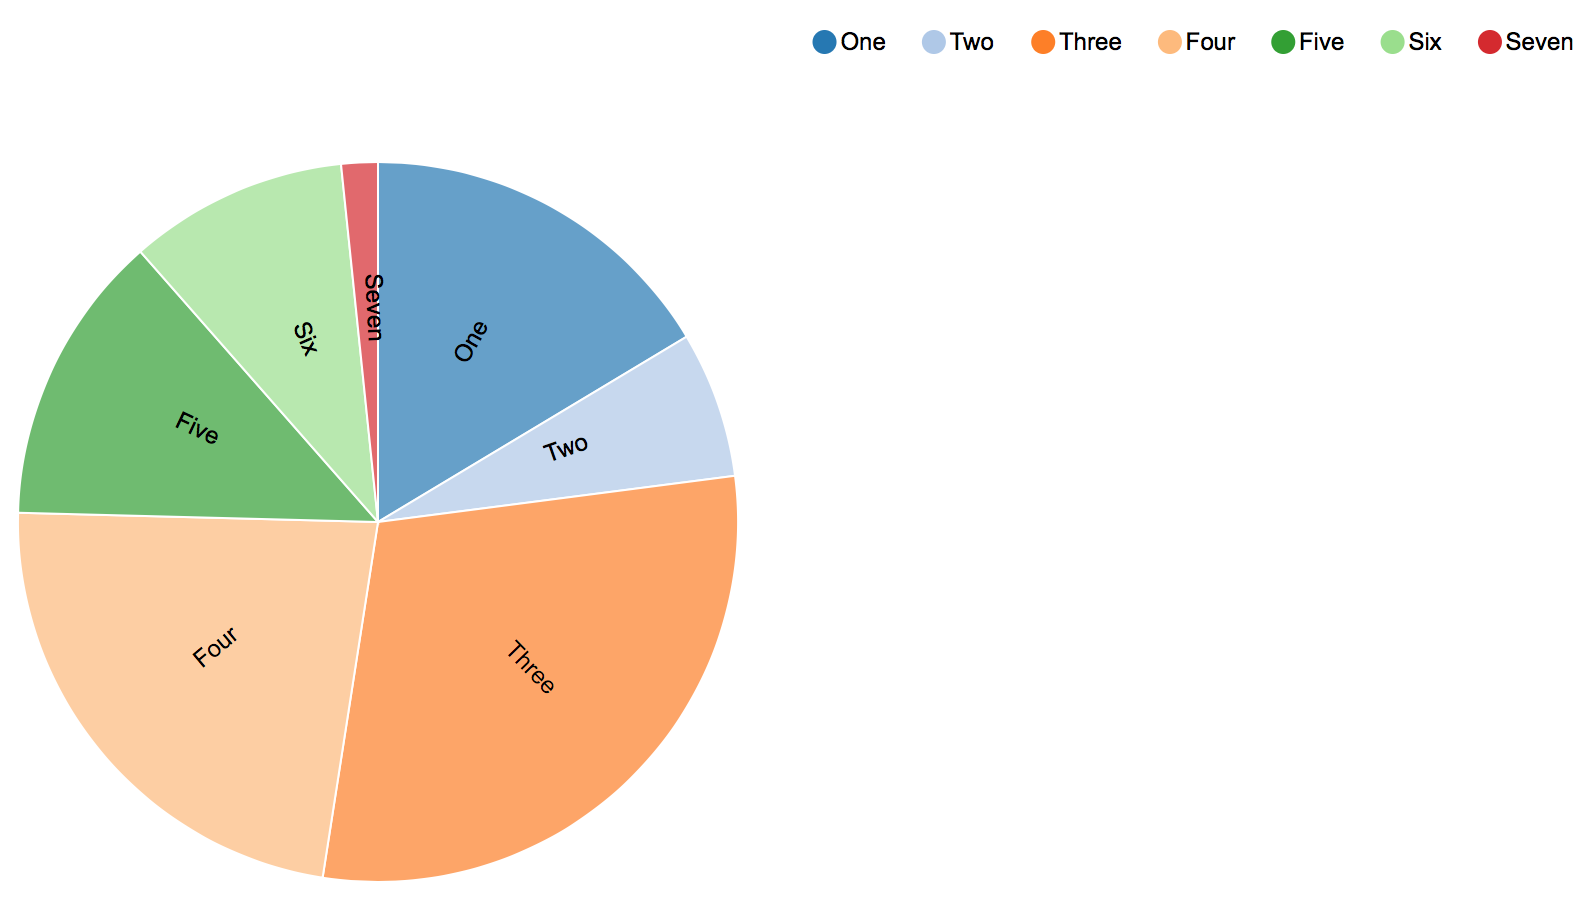 One Two Three Four Five Six Seven
Seven
One
Six
Two
Five
Four
Three